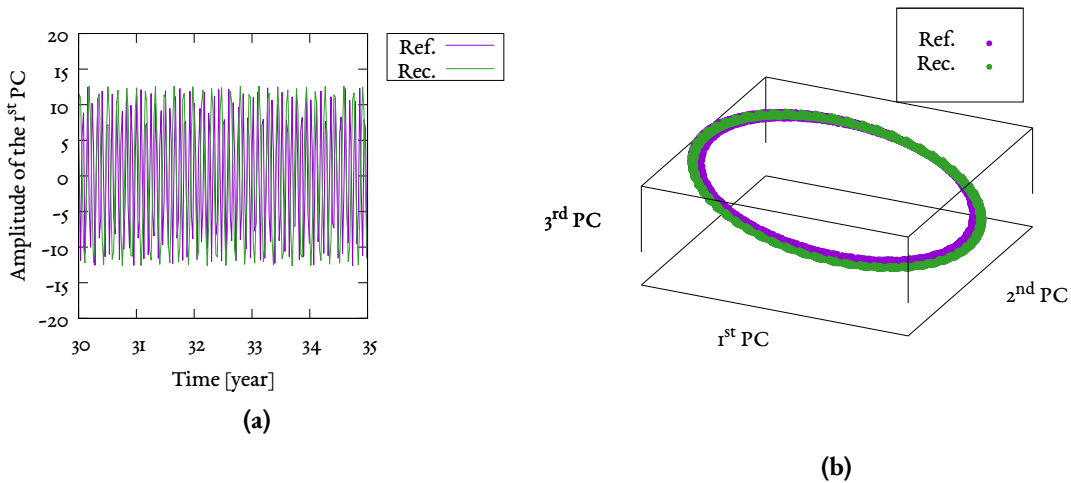 20
15
10
5
0
-5
-10
-15
-20
Amplitude of the 1st PC
30 31 32 33 34 35
Time [year]
Ref.
Rec.
(a)
Ref.
Rec.
3rd PC
2nd PC
1st PC
(b)